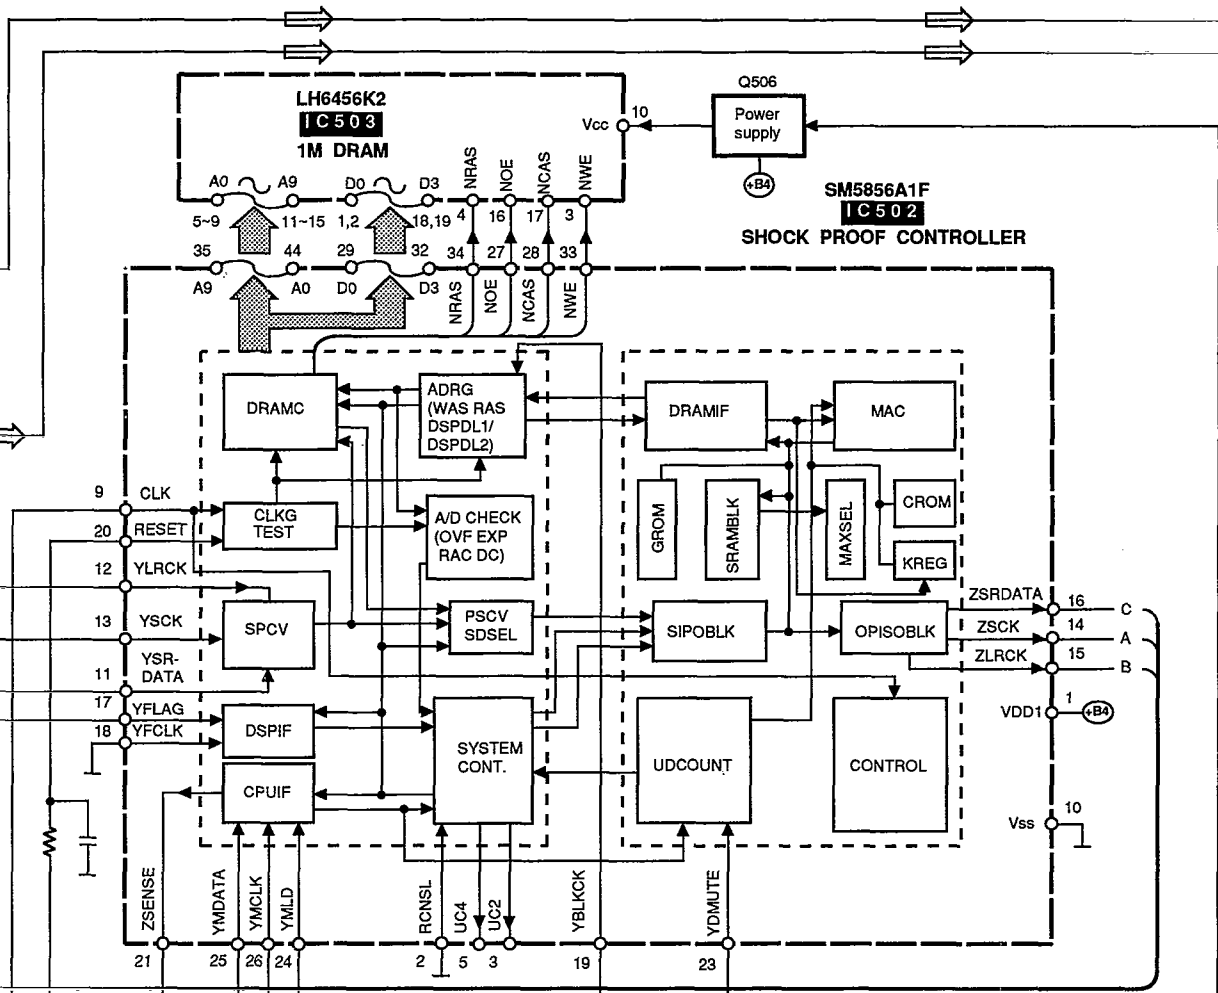 LH6456K2
IC503
1M DRAM
Vcc
10
Q506
Power
supply
+B4
A0
A9
D0
D3
NRAS
NOE
NCAS
NWE
5~9
11~15
1,2
18,19
4
16
17
3
SM5856A1F
IC502
SHOCK PROOF CONTROLLER
35
44
29
32
34
27
28
33
A9
A0
D0
D3
NRAS
NOE
NCAS
NWE
DRAMC
ADRG
(WAS RAS
DSPDL1/
DSPDL2)
DRAMIF
MAC
9
CLK
20
RESET
CLKG
TEST
A/D CHECK
(OVF EXP
RAC DC)
GROM
SRAMBLK
MAXSEL
CROM
KREG
12
YLRCK
13
YSCK
SPCV
PSCV
SDSEL
SIPOBLK
OPISOBLK
ZSRDATA
16
C
ZSCK
14
A
ZLRCK
15
B
YSR-
DATA
11
17
YFLAG
18
YFCLK
DSPIF
SYSTEM
CONT.
UDCOUNT
CONTROL
VDD1
1
+B4
CPUIF
Vss
10
ZSENSE
YMDATA
YMCLK
YMLD
RCNSL
UC4
UC2
YBLKCK
YDMUTE
21
25
26
24
2
5
3
19
23